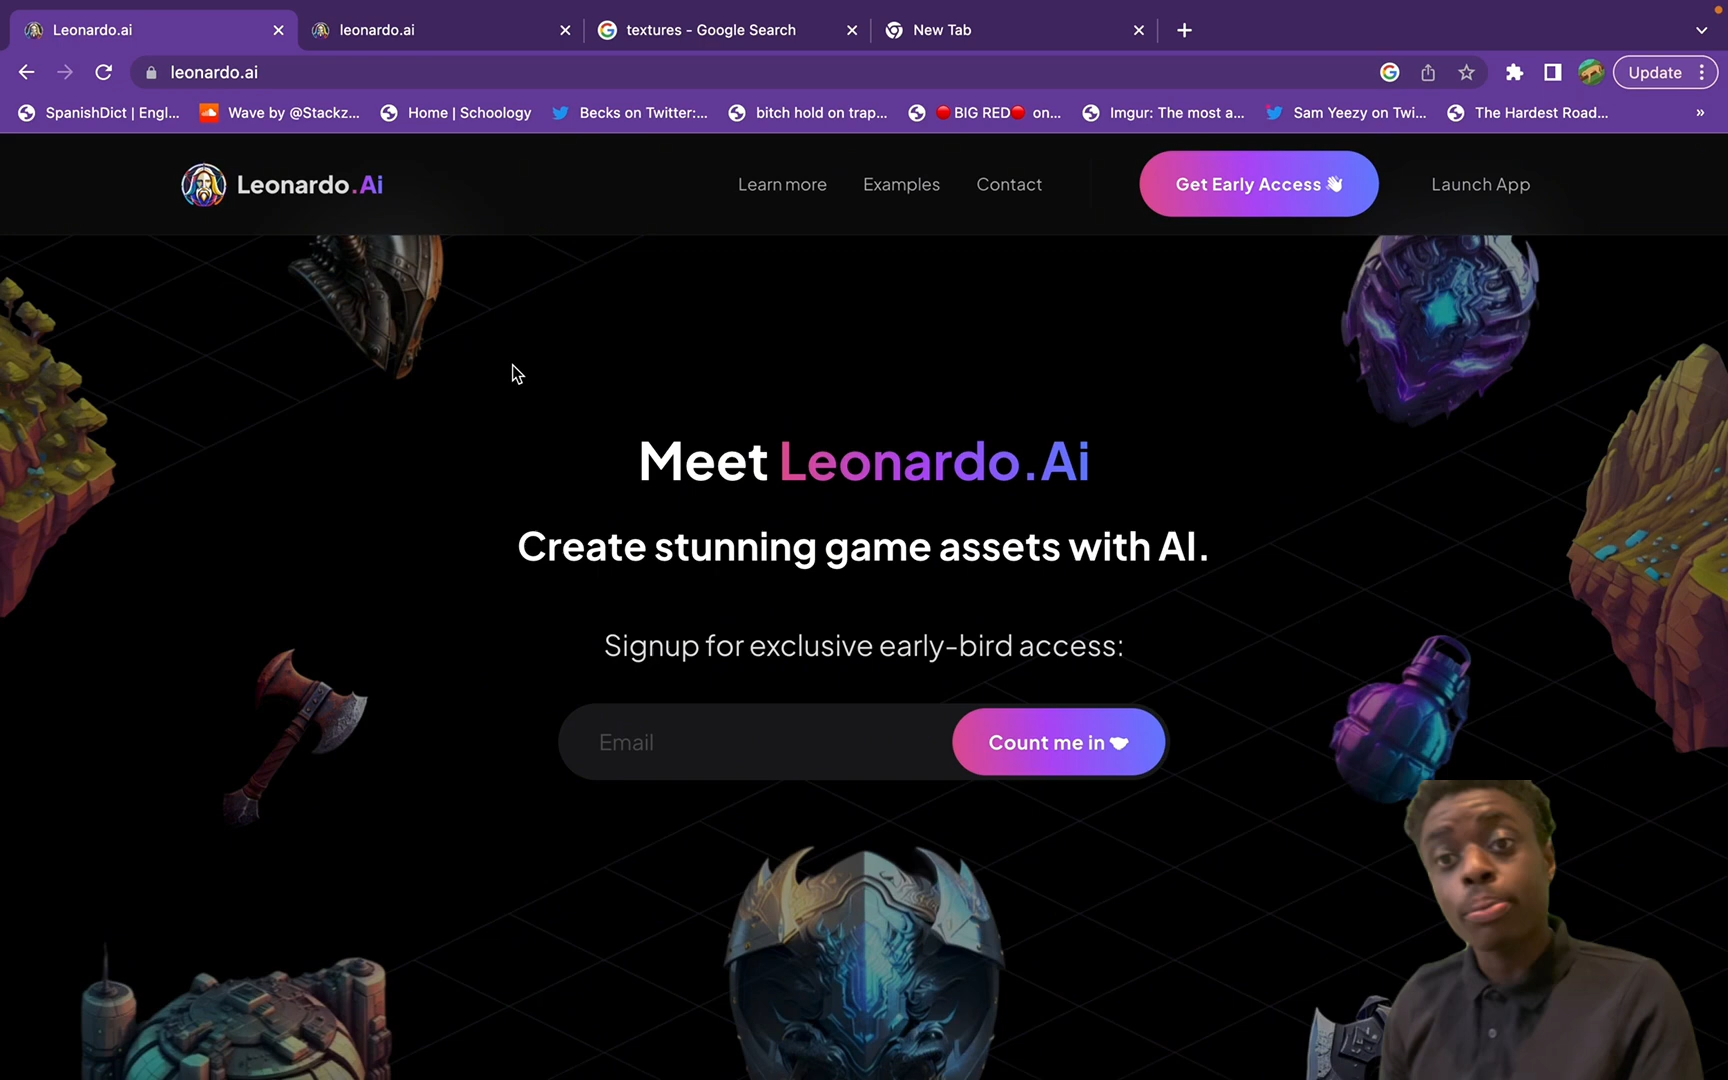 Leonardo.ai
leonardo.ai
textures - Google Search
New Tab
leonardo.ai
Update
SpanishDict | Engl...
Wave by @Stackz...
Home | Schoology
Becks on Twitter:...
bitch hold on trap...
🔴BIG RED🔴 on...
Imgur: The most a...
Sam Yeezy on Twi...
The Hardest Road...
»
Leonardo.Ai
Learn more
Examples
Contact
Get Early Access 👋
Launch App
Meet Leonardo.Ai
Create stunning game assets with AI.
Signup for exclusive early-bird access:
Email
Count me in 🤝